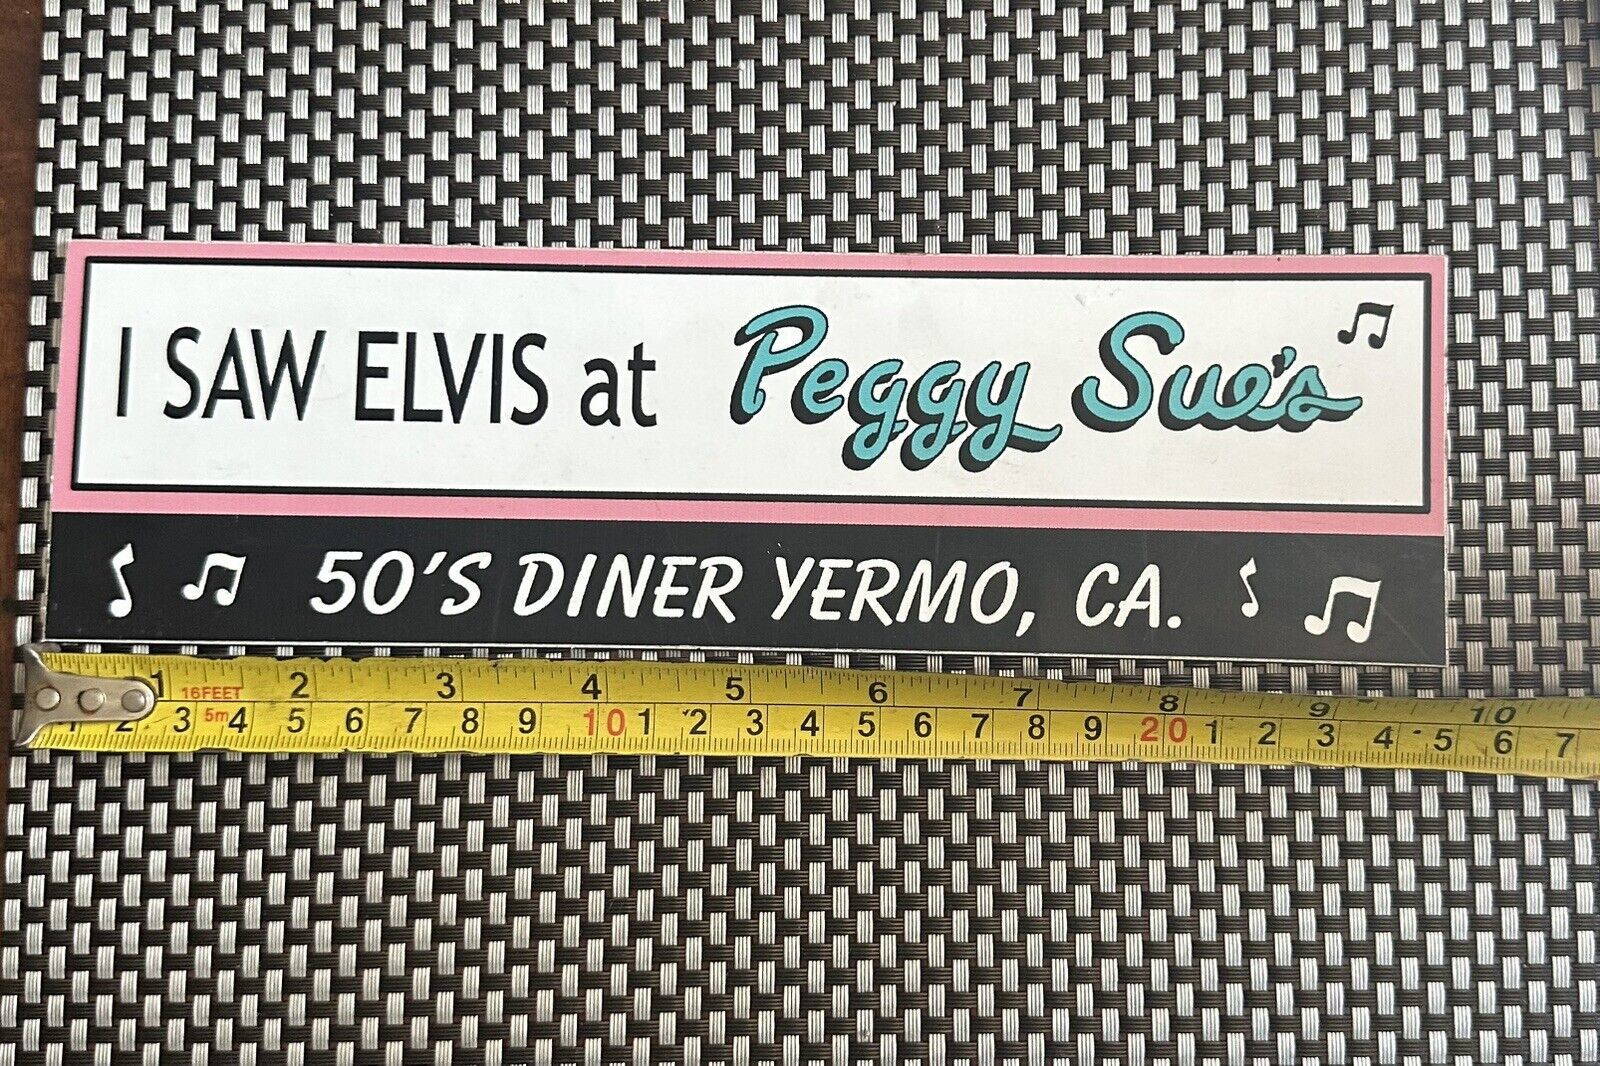 I SAW ELVIS at Peggy Sue's
50'S DINER YERMO, CA.
1 16FEET 2 3 4 5 6 7 8 9 10
1 2 3 5m 4 5 6 7 8 9 10 1 2 3 4 5 6 7 8 9 20 1 2 3 4 5 6 7